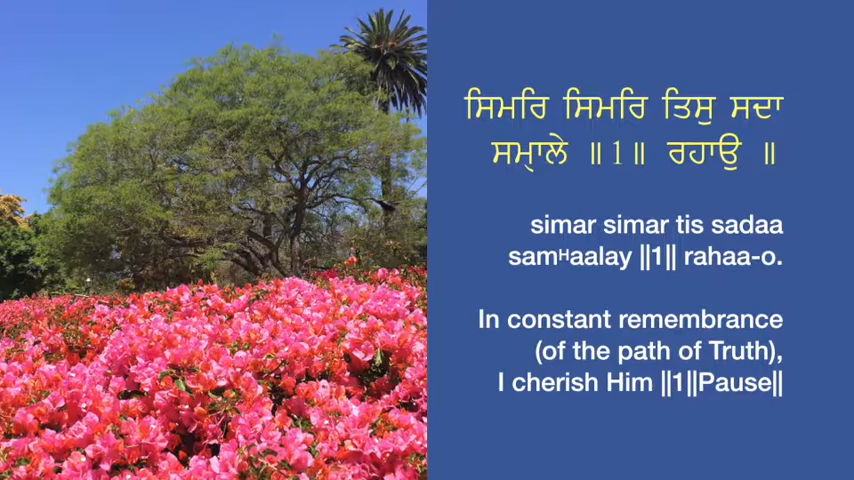 ਸਿਮਰਿ ਸਿਮਰਿ ਤਿਸੁ ਸਦਾ
ਸਮ੍ਹਾਲੇ ॥1॥ ਰਹਾਉ ॥
simar simar tis sadaa
samᴴaalay ||1|| rahaa-o.
In constant remembrance
(of the path of Truth),
I cherish Him ||1||Pause||